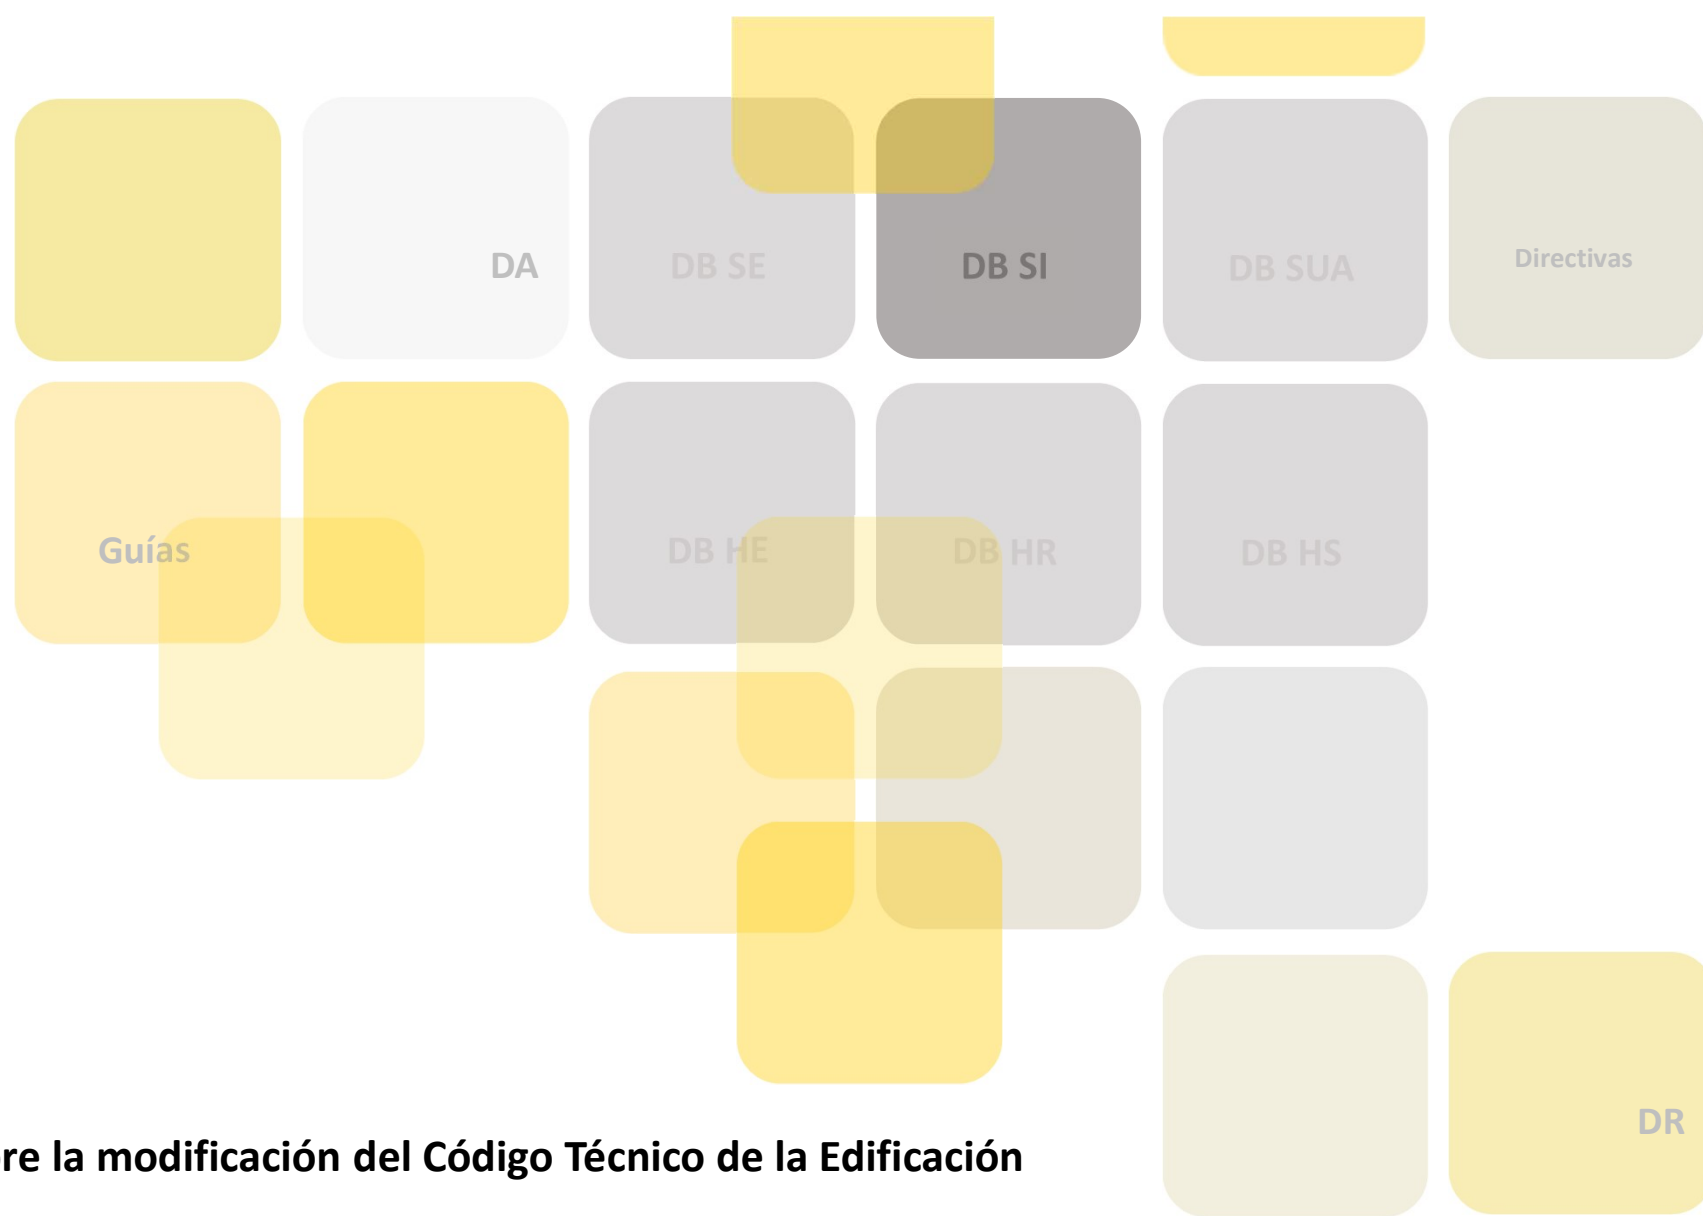 DA
DB SE
DB SI
DB SUA
Directivas
Guías
DB HE
DB HR
DB HS
DR
re la modificación del Código Técnico de la Edificación